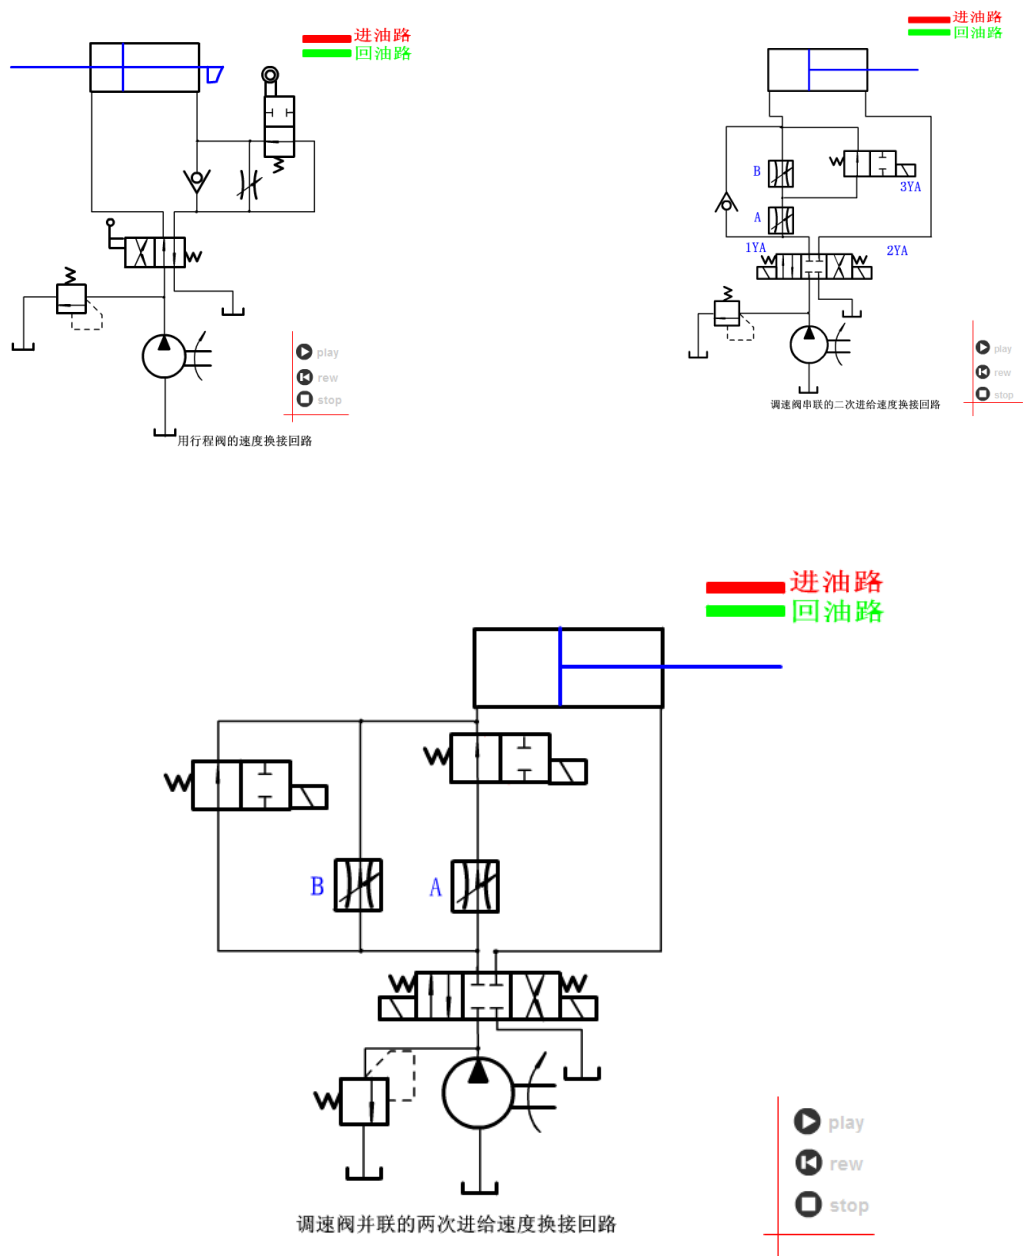 进油路
回油路
play
rew
stop
用行程阀的速度换接回路
进油路
回油路
B
3YA
A
1YA
2YA
play
rew
stop
调速阀串联的二次进给速度换接回路
进油路
回油路
B
A
play
rew
stop
调速阀并联的两次进给速度换接回路